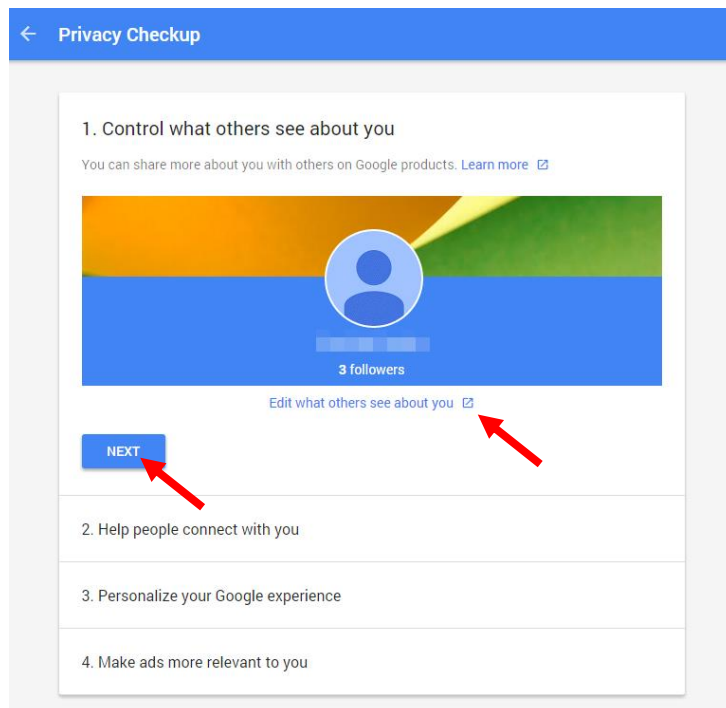 Privacy Checkup
1. Control what others see about you
You can share more about you with others on Google products. Learn more
3 followers
Edit what others see about you
NEXT
2. Help people connect with you
3. Personalize your Google experience
4. Make ads more relevant to you